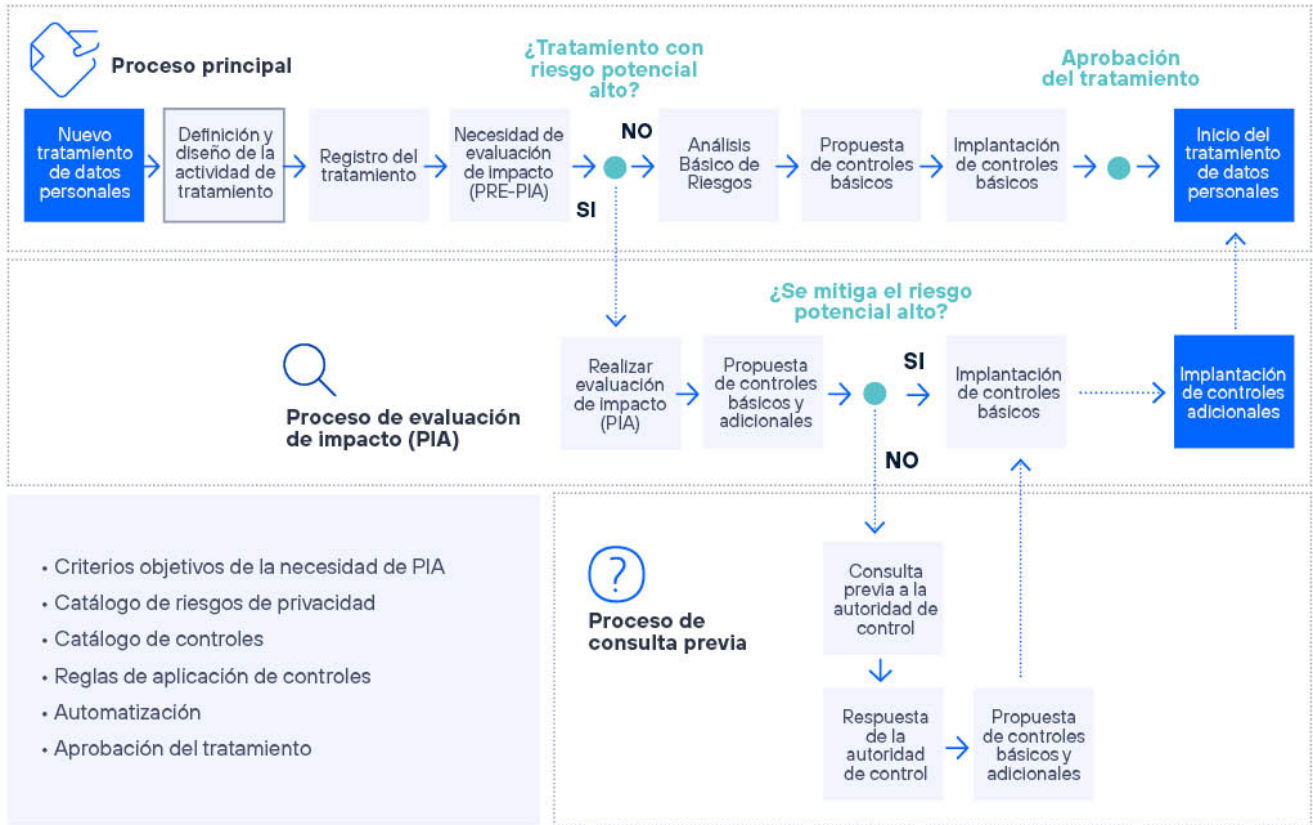 Proceso principal
¿Tratamiento con
riesgo potencial
alto?
Aprobación
del tratamiento
Nuevo
tratamiento
de datos
personales
Definición y
diseño de la
actividad de
tratamiento
Registro del
tratamiento
Necesidad de
evaluación
de impacto
(PRE-PIA)
NO
SI
Análisis
Básico de
Riesgos
Propuesta
de controles
básicos
Implantación
de controles
básicos
Inicio del
tratamiento
de datos
personales
¿Se mitiga el riesgo
potencial alto?
Proceso de evaluación
de impacto (PIA)
Realizar
evaluación
de impacto
(PIA)
Propuesta
de controles
básicos y
adicionales
SI
NO
Implantación
de controles
básicos
Implantación
de controles
adicionales
• Criterios objetivos de la necesidad de PIA
• Catálogo de riesgos de privacidad
• Catálogo de controles
• Reglas de aplicación de controles
• Automatización
• Aprobación del tratamiento
?
Proceso de
consulta previa
Consulta
previa a la
autoridad de
control
Respuesta
de la
autoridad
de control
Propuesta
de controles
básicos y
adicionales